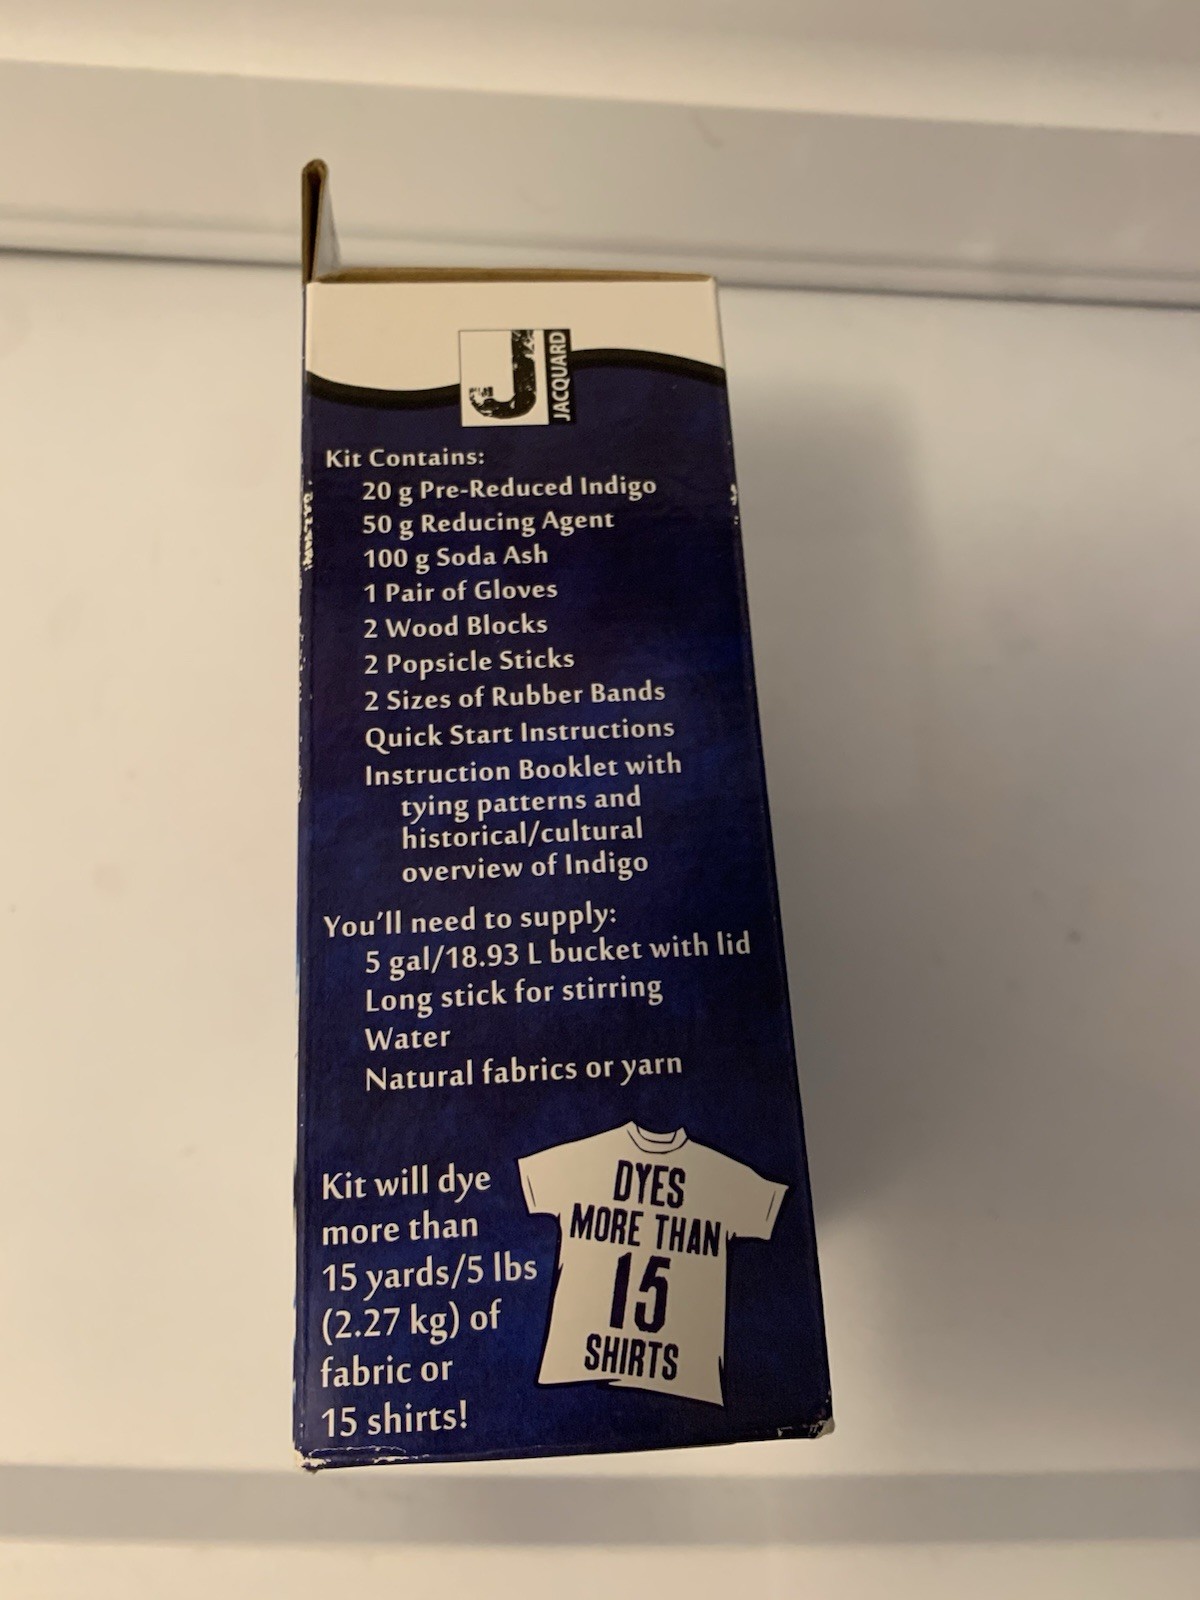 JACQUARD
Kit Contains:
20 g Pre-Reduced Indigo
50 g Reducing Agent
100 g Soda Ash
1 Pair of Gloves
2 Wood Blocks
2 Popsicle Sticks
2 Sizes of Rubber Bands
Quick Start Instructions
Instruction Booklet with
tying patterns and
historical/cultural
overview of Indigo
You'll need to supply:
5 gal/18.93 L bucket with lid
Long stick for stirring
Water
Natural fabrics or yarn
Kit will dye
more than
15 yards/5 lbs
(2.27 kg) of
fabric or
15 shirts!
DYES
MORE THAN
15
SHIRTS